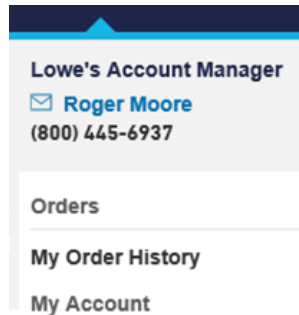 Lowe's Account Manager
Roger Moore
(800) 445-6937
Orders
My Order History
My Account